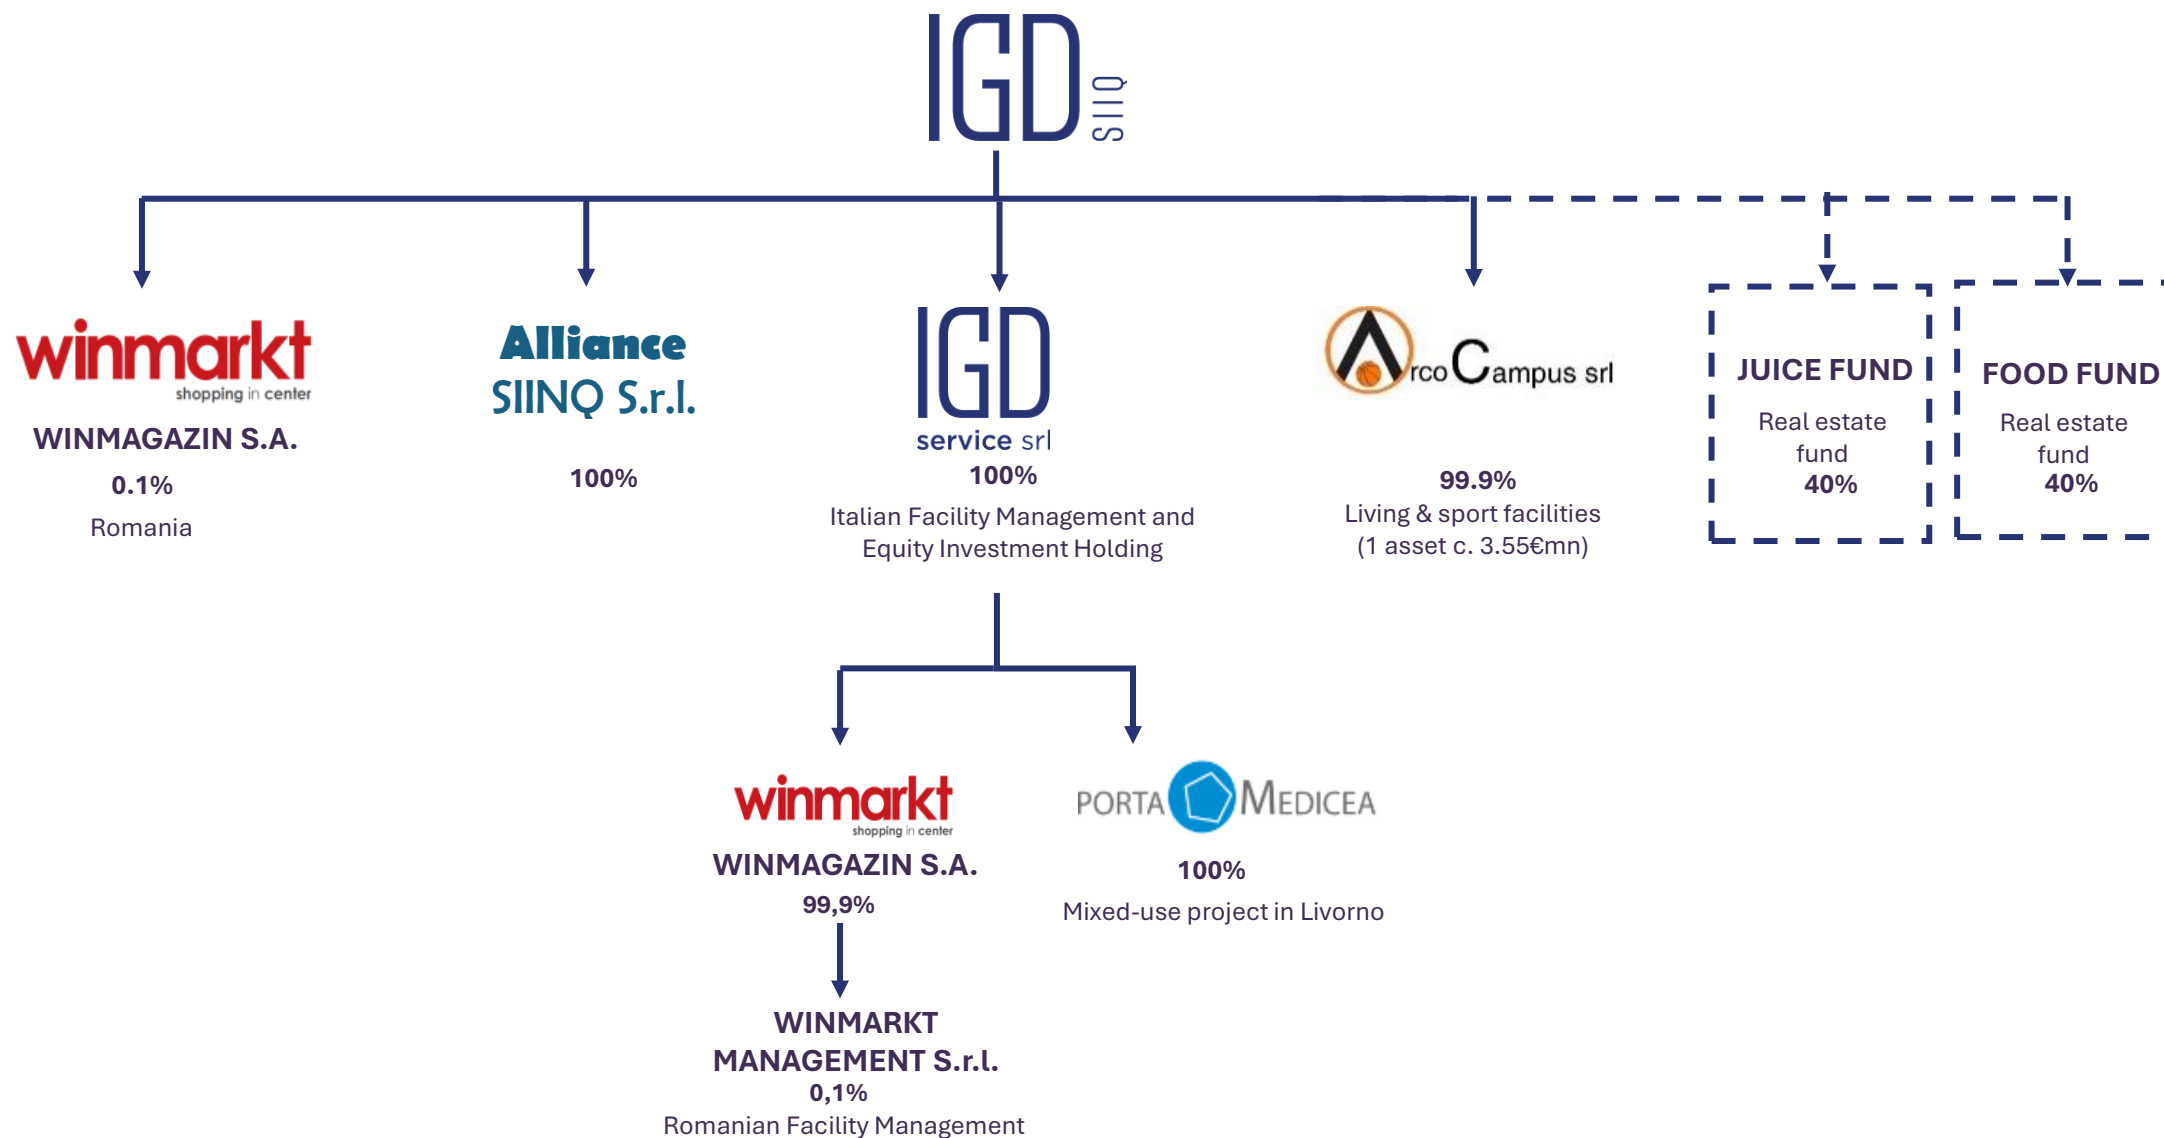 IGD SIIQ
winmarkt
shopping in center
WINMAGAZIN S.A.
0.1%
Romania
Alliance
SIINQ S.r.l.
100%
IGD
service srl
100%
Italian Facility Management and
Equity Investment Holding
Arco Campus srl
99.9%
Living & sport facilities
(1 asset c. 3.55€mn)
JUICE FUND
Real estate
fund
40%
FOOD FUND
Real estate
fund
40%
winmarkt
shopping in center
WINMAGAZIN S.A.
99,9%
PORTA MEDICEA
100%
Mixed-use project in Livorno
WINMARKT
MANAGEMENT S.r.l.
0,1%
Romanian Facility Management